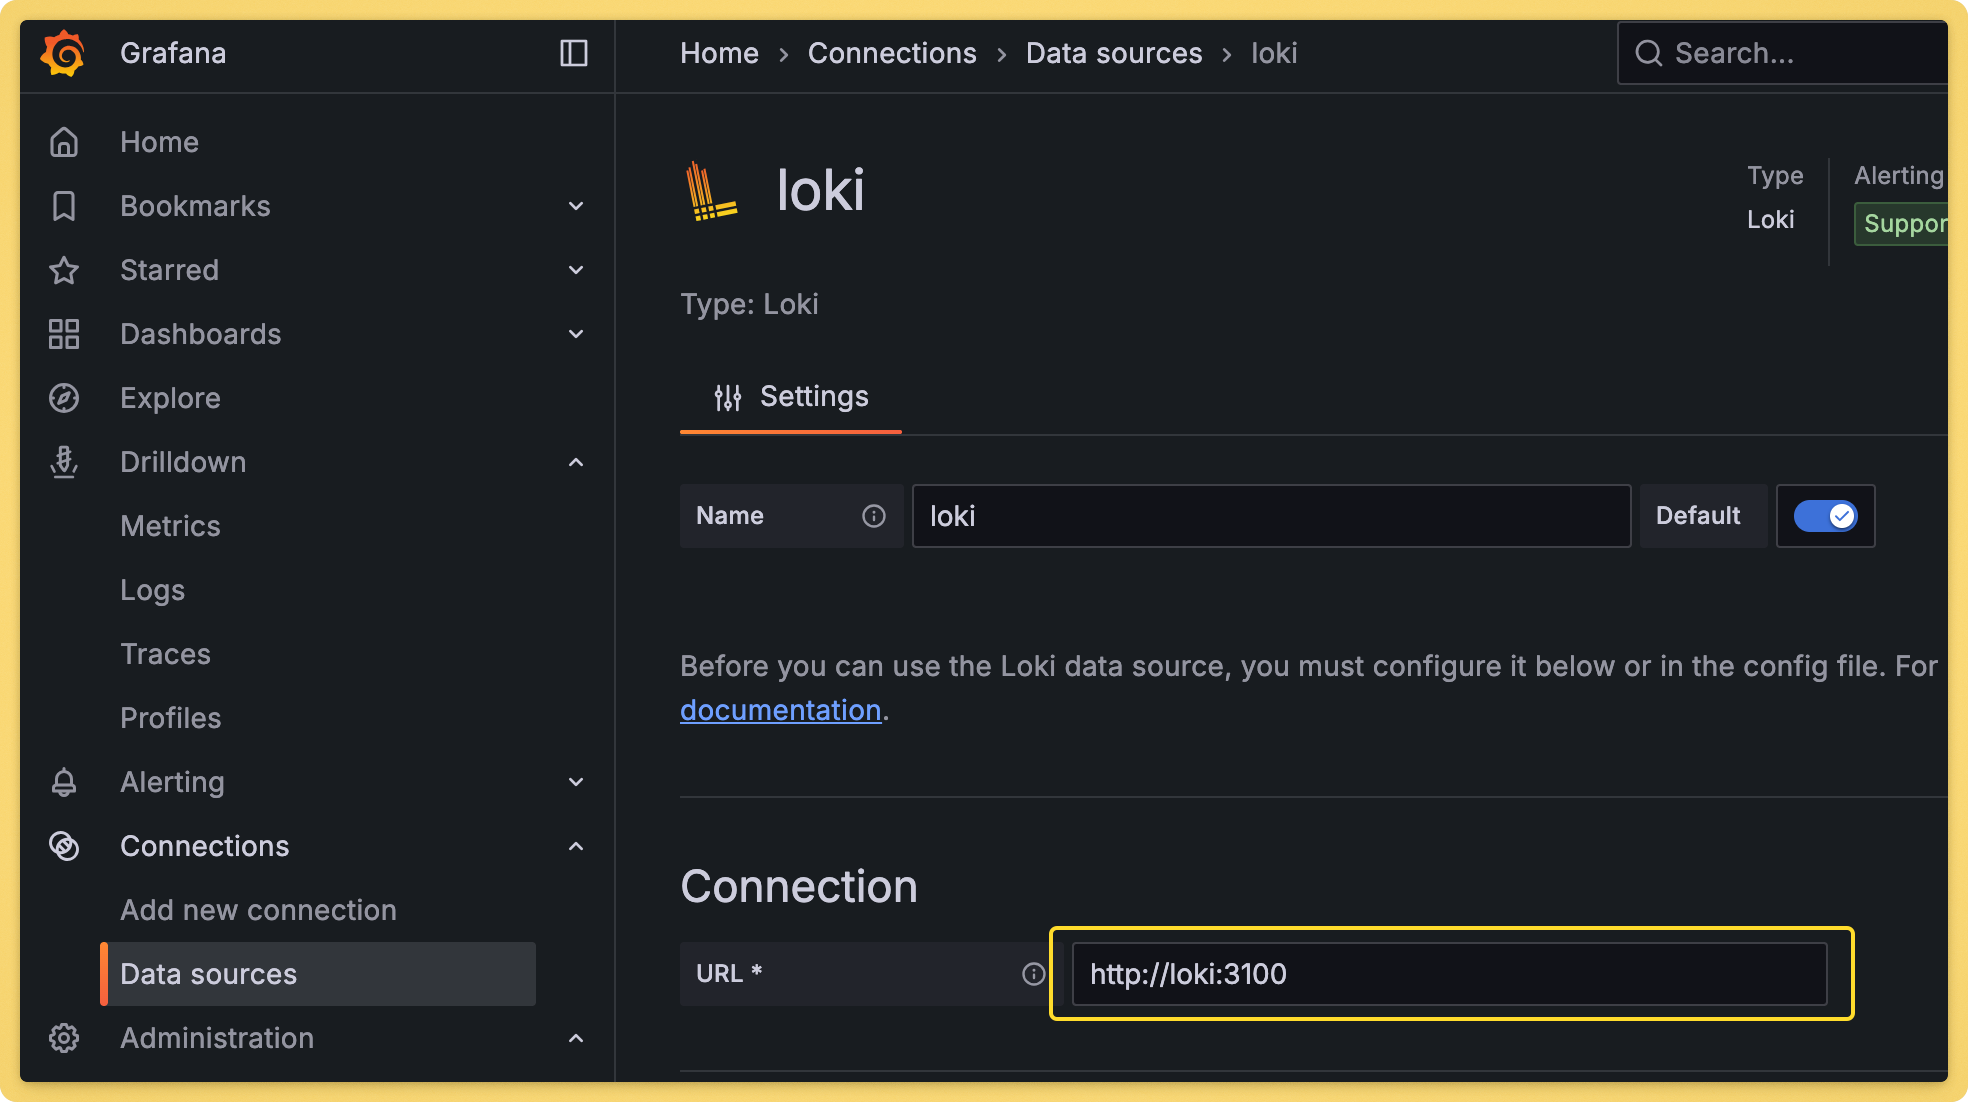 Grafana
Home › Connections › Data sources › loki
Search...
Home
Bookmarks
Starred
Dashboards
Explore
Drilldown
Metrics
Logs
Traces
Profiles
Alerting
Connections
Add new connection
Data sources
Administration
loki
Type
Loki
Alerting
Suppor
Type: Loki
Settings
Name
loki
Default
Before you can use the Loki data source, you must configure it below or in the config file. For
documentation.
Connection
URL *
http://loki:3100